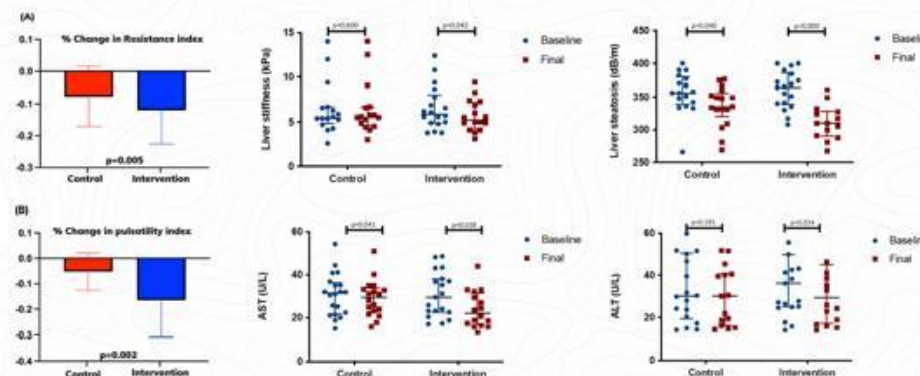 (A)
% Change in Resistance index
0.1
0.0
-0.1
-0.2
-0.3
p=0.005
Control
Intervention
Liver stiffness (kPa)
15
10
5
0
p=0.600
p=0.042
Control
Intervention
Baseline
Final
Liver steatosis (dB/m)
450
400
350
300
250
p=0.040
p=0.000
Control
Intervention
Baseline
Final
(B)
% Change in pulsatility index
0.1
0.0
-0.1
-0.2
-0.3
-0.4
p=0.002
Control
Intervention
AST (U/L)
60
40
20
0
p=0.041
Control
Intervention
Baseline
Final
ALT (U/L)
60
40
20
0
Control
Intervention
Baseline
Final